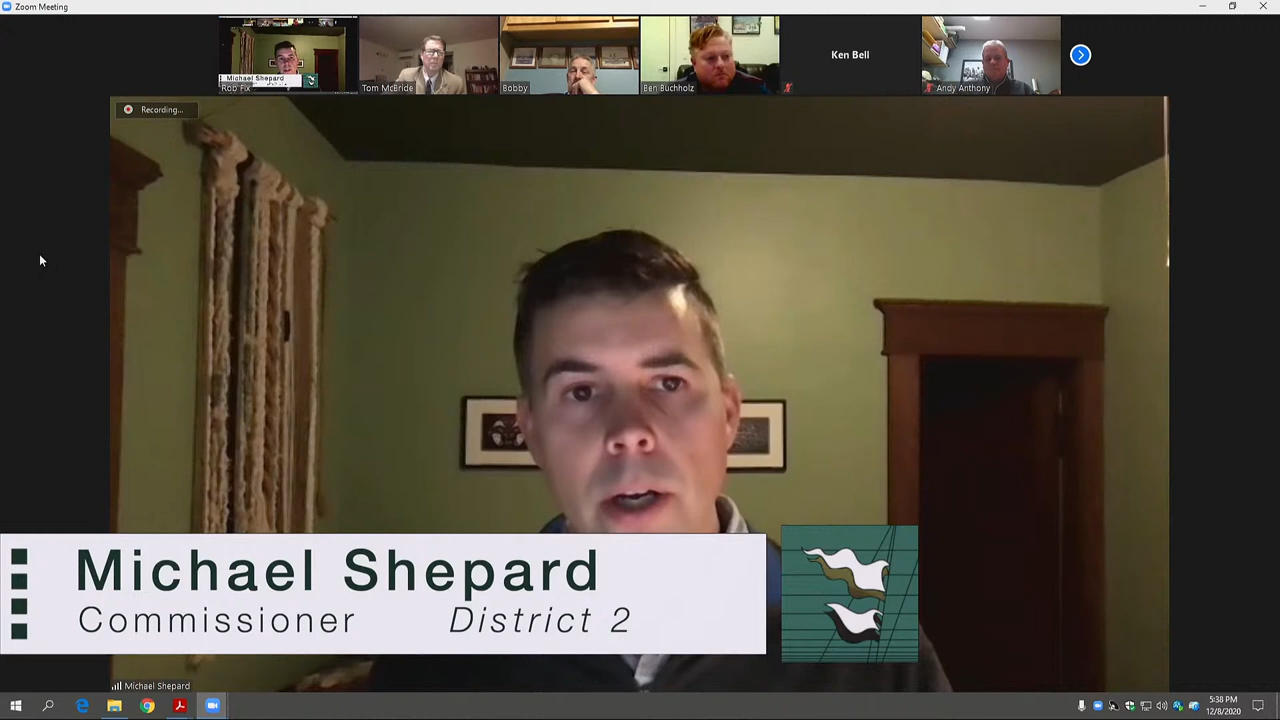 Zoom Meeting
Michael Shepard
Rob Fix
Tom McBride
Bobby
Ben Buchholz
Ken Bell
Andy Anthony
Recording...
Michael Shepard
Commissioner District 2
Michael Shepard
5:38 PM
12/8/2020